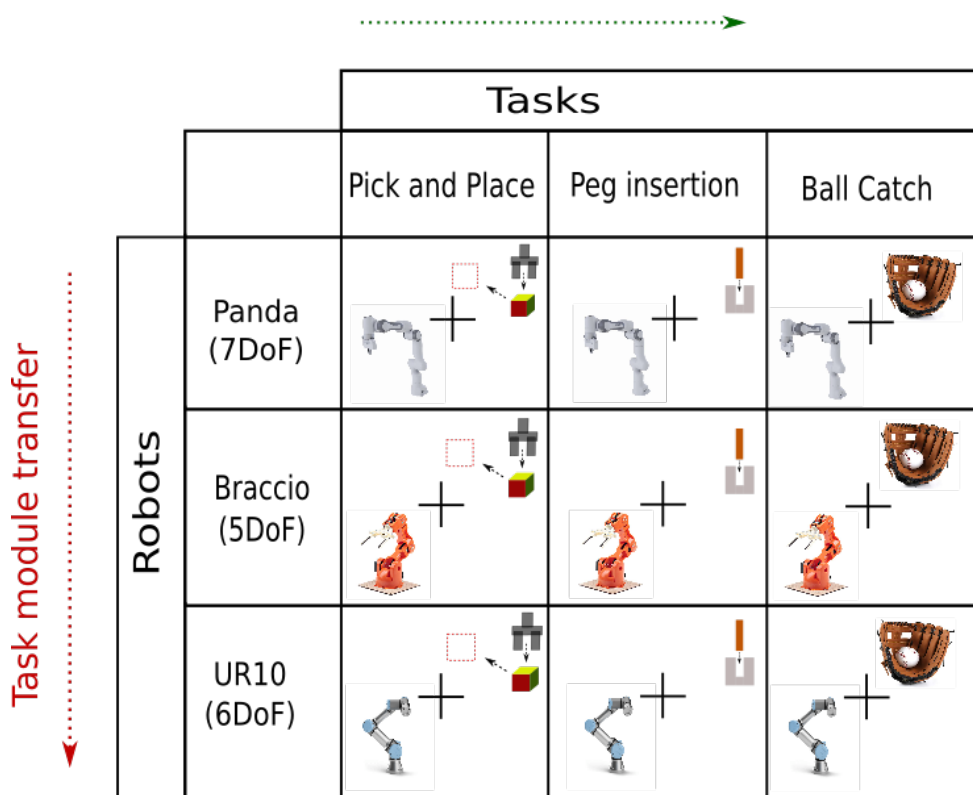 Tasks
Pick and Place
Peg insertion
Ball Catch
Task module transfer
Robots
Panda
(7DoF)
Braccio
(5DoF)
UR10
(6DoF)